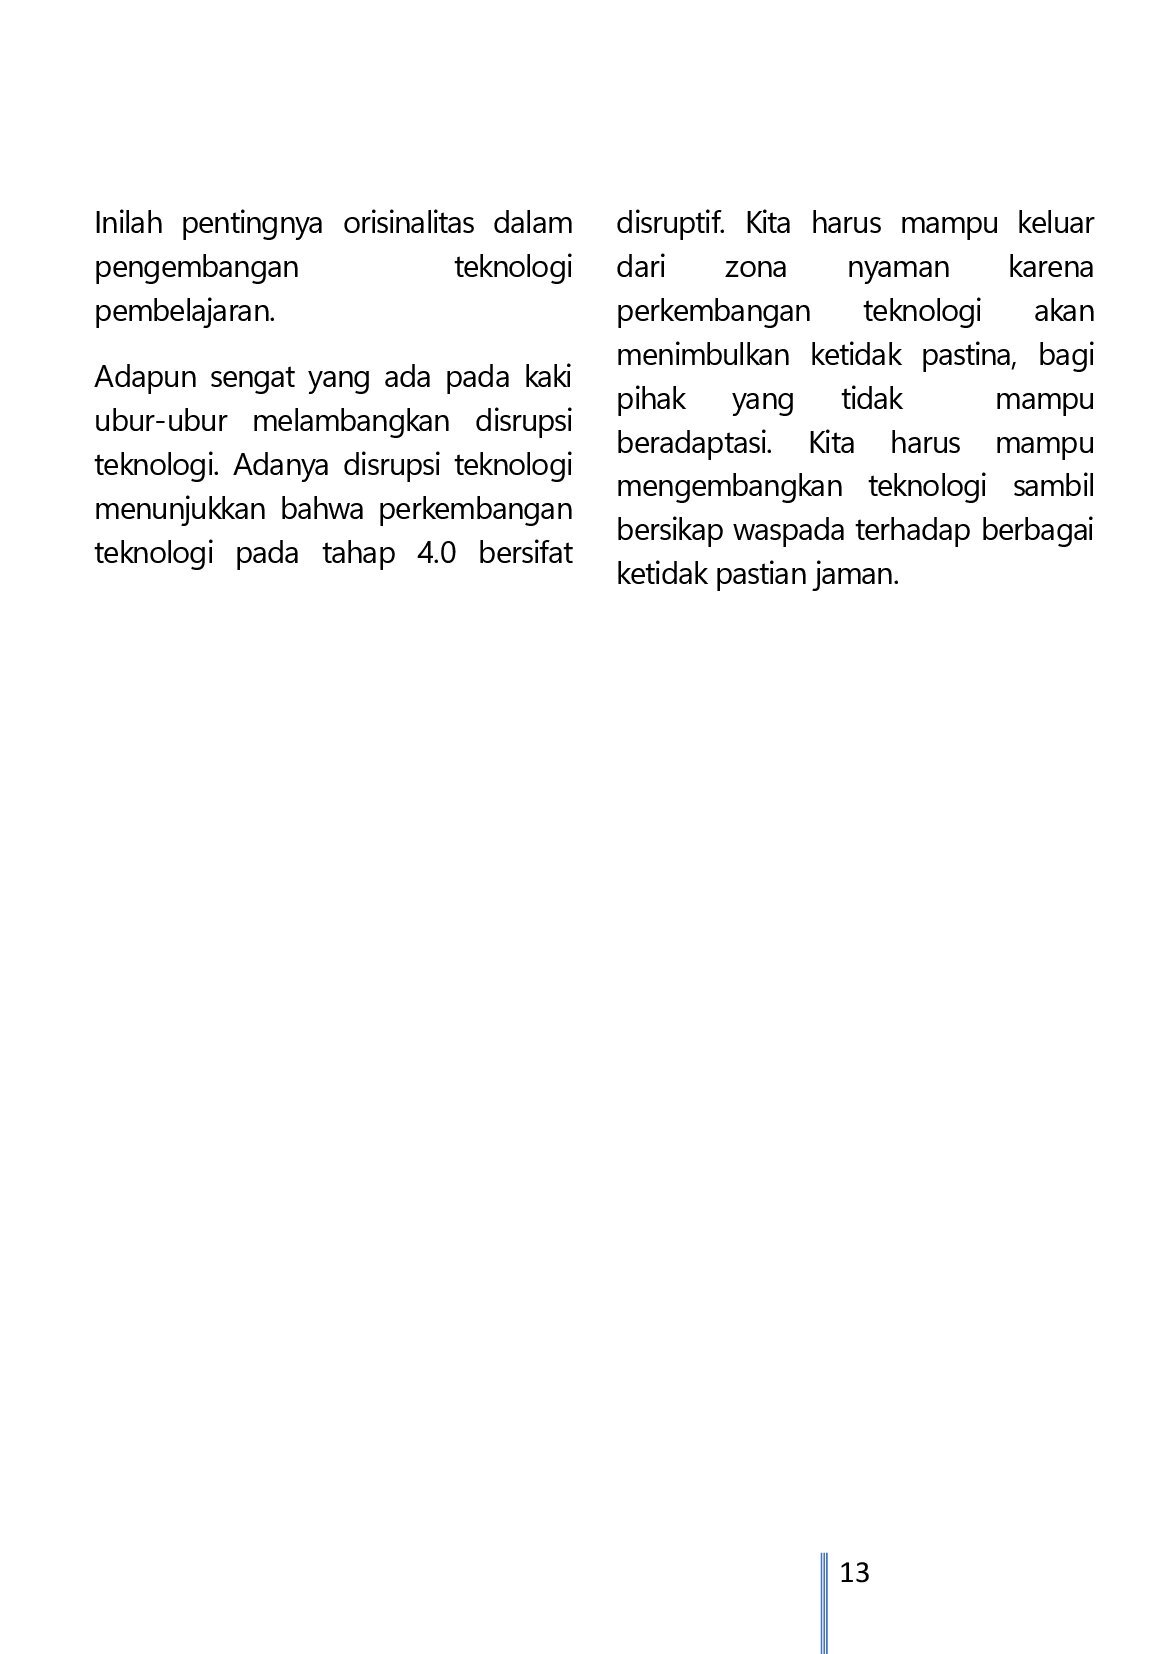 Inilah pentingnya orisinalitas dalam
pengembangan teknologi
pembelajaran.
Adapun sengat yang ada pada kaki
ubur-ubur melambangkan disrupsi
teknologi. Adanya disrupsi teknologi
menunjukkan bahwa perkembangan
teknologi pada tahap 4.0 bersifat
disruptif. Kita harus mampu keluar
dari zona nyaman karena
perkembangan teknologi akan
menimbulkan ketidak pastina, bagi
pihak yang tidak mampu
beradaptasi. Kita harus mampu
mengembangkan teknologi sambil
bersikap waspada terhadap berbagai
ketidak pastian jaman.
13